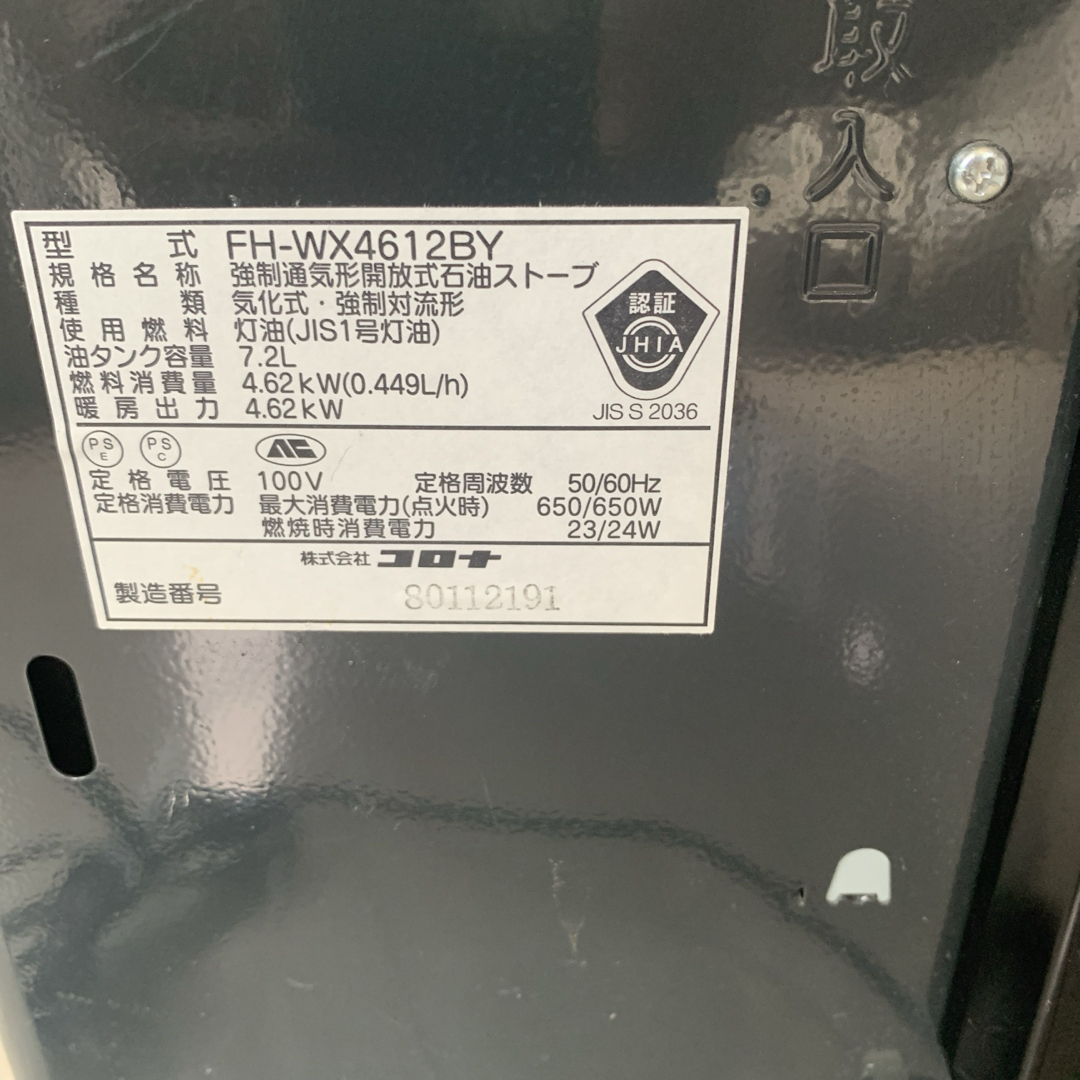 取
入
口
型式 FH-WX4612BY
規格名称 強制通気形開放式石油ストーブ
種類 気化式・強制対流形
使用燃料 灯油(JIS1号灯油)
油タンク容量 7.2L
燃料消費量 4.62kW(0.449L/h)
暖房出力 4.62kW
認証
JHIA
JIS S 2036
PS E PS C
定格電圧 100V 定格周波数 50/60Hz
定格消費電力 最大消費電力(点火時) 650/650W
燃焼時消費電力 23/24W
株式会社 コロナ
製造番号 80112191